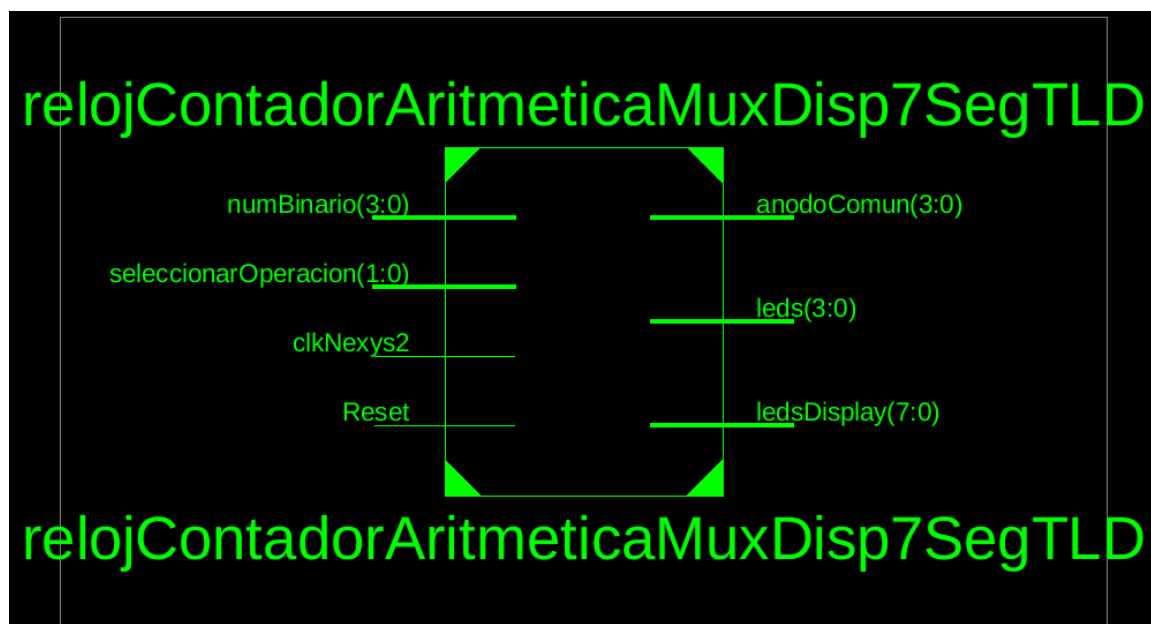 relojContadorAritmeticaMuxDisp7SegTLD
numBinario(3:0)
anodoComun(3:0)
seleccionarOperacion(1:0)
leds(3:0)
clkNexys2
Reset
ledsDisplay(7:0)
relojContadorAritmeticaMuxDisp7SegTLD